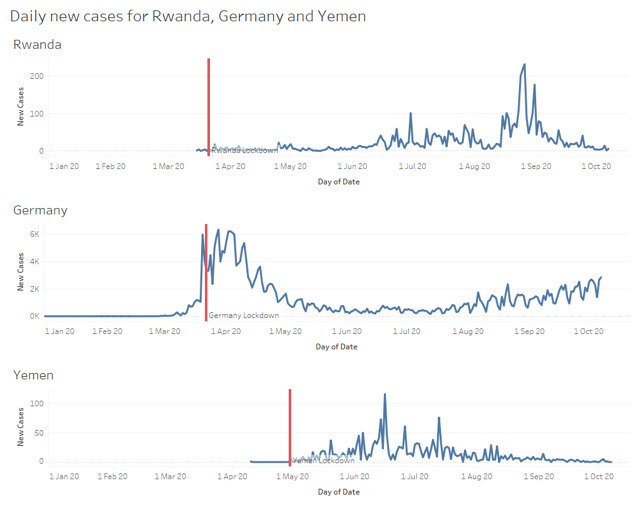 Daily new cases for Rwanda, Germany and Yemen
Rwanda
New Cases
200
100
0
Rwanda Lockdown
1 Jan 20 1 Feb 20 1 Mar 20 1 Apr 20 1 May 20 1 Jun 20 1 Jul 20 1 Aug 20 1 Sep 20 1 Oct 20
Day of Date
Germany
New Cases
6K
4K
2K
0K
Germany Lockdown
1 Jan 20 1 Feb 20 1 Mar 20 1 Apr 20 1 May 20 1 Jun 20 1 Jul 20 1 Aug 20 1 Sep 20 1 Oct 20
Day of Date
Yemen
New Cases
100
50
0
Yemen Lockdown
1 Jan 20 1 Feb 20 1 Mar 20 1 Apr 20 1 May 20 1 Jun 20 1 Jul 20 1 Aug 20 1 Sep 20 1 Oct 20
Day of Date